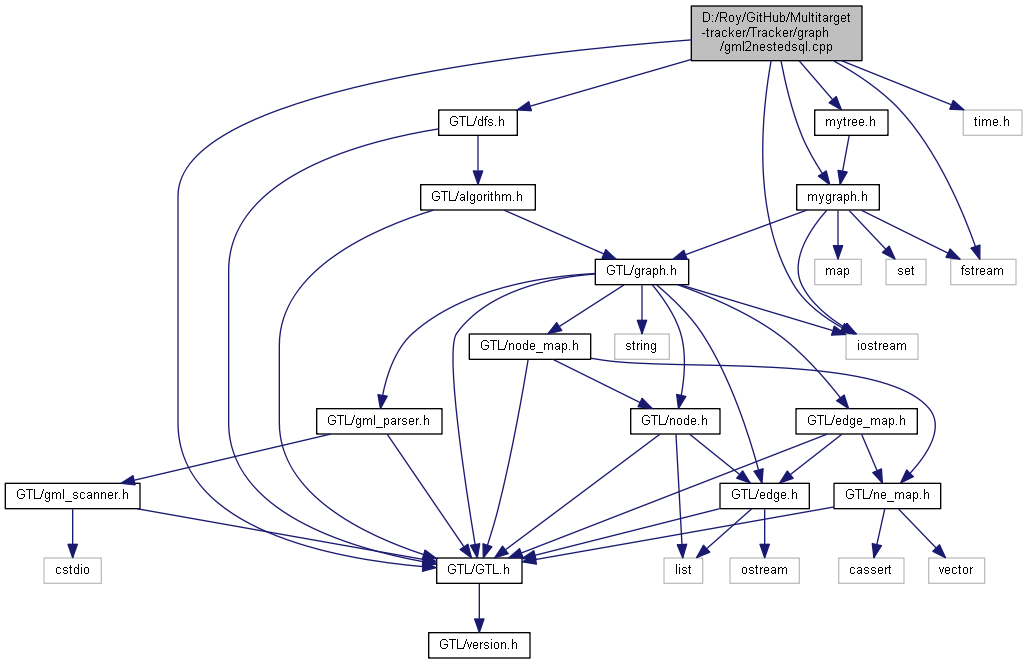 D:/Roy/GitHub/Multitarget
-tracker/Tracker/graph
/gml2nestedsql.cpp
GTL/dfs.h
mytree.h
time.h
GTL/algorithm.h
mygraph.h
GTL/graph.h
map
set
fstream
GTL/node_map.h
string
iostream
GTL/gml_parser.h
GTL/node.h
GTL/edge_map.h
GTL/gml_scanner.h
GTL/edge.h
GTL/ne_map.h
cstdio
GTL/GTL.h
list
ostream
cassert
vector
GTL/version.h